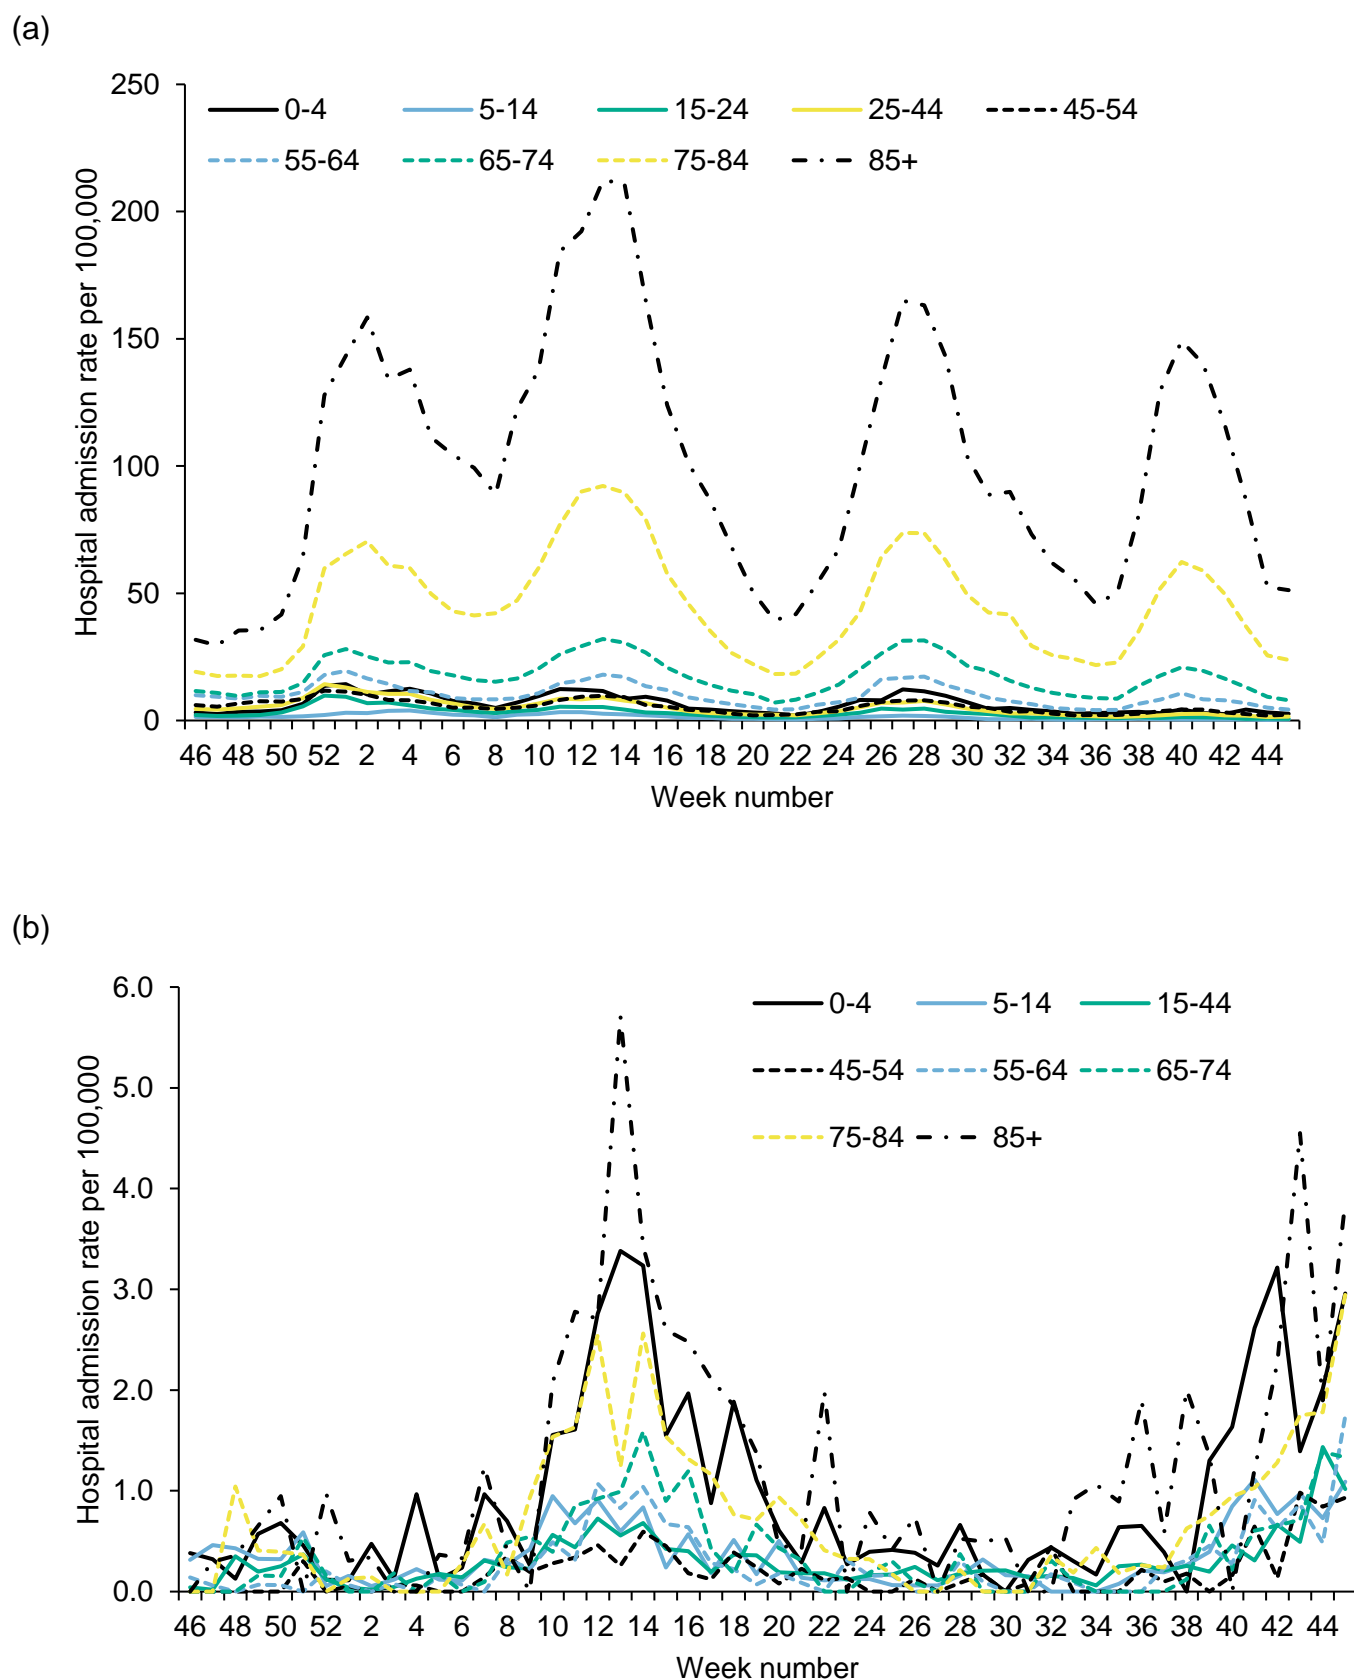 (a)
250
200
150
100
50
0
Hospital admission rate per 100,000
0-4 5-14 15-24 25-44 45-54
55-64 65-74 75-84 85+
46 48 50 52 2 4 6 8 10 12 14 16 18 20 22 24 26 28 30 32 34 36 38 40 42 44
Week number
(b)
6.0
5.0
4.0
3.0
2.0
1.0
0.0
Hospital admission rate per 100,000
0-4 5-14 15-44
45-54 55-64 65-74
75-84 85+
46 48 50 52 2 4 6 8 10 12 14 16 18 20 22 24 26 28 30 32 34 36 38 40 42 44
Week number